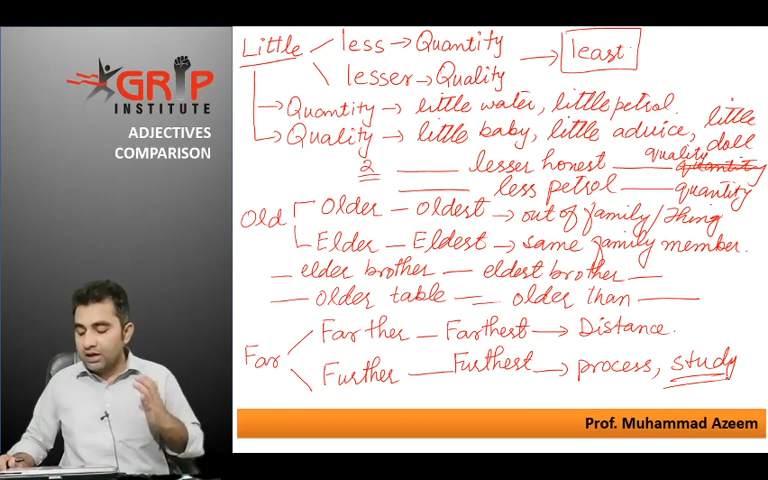 GRIP
INSTITUTE
ADJECTIVES
COMPARISON
Little less → Quantity → least
lesser → Quality
→ Quantity → little water, little petrol.
→ Quality → little baby, little advice, little doll
2 lesser honest quality quantity
less petrol quantity
Old Older – oldest → out of family/thing
Elder – Eldest → same family member.
— elder brother — eldest brother —
— older table — older than —
Far Farther – Farthest → Distance.
Further — Furthest → process, study
Prof. Muhammad Azeem